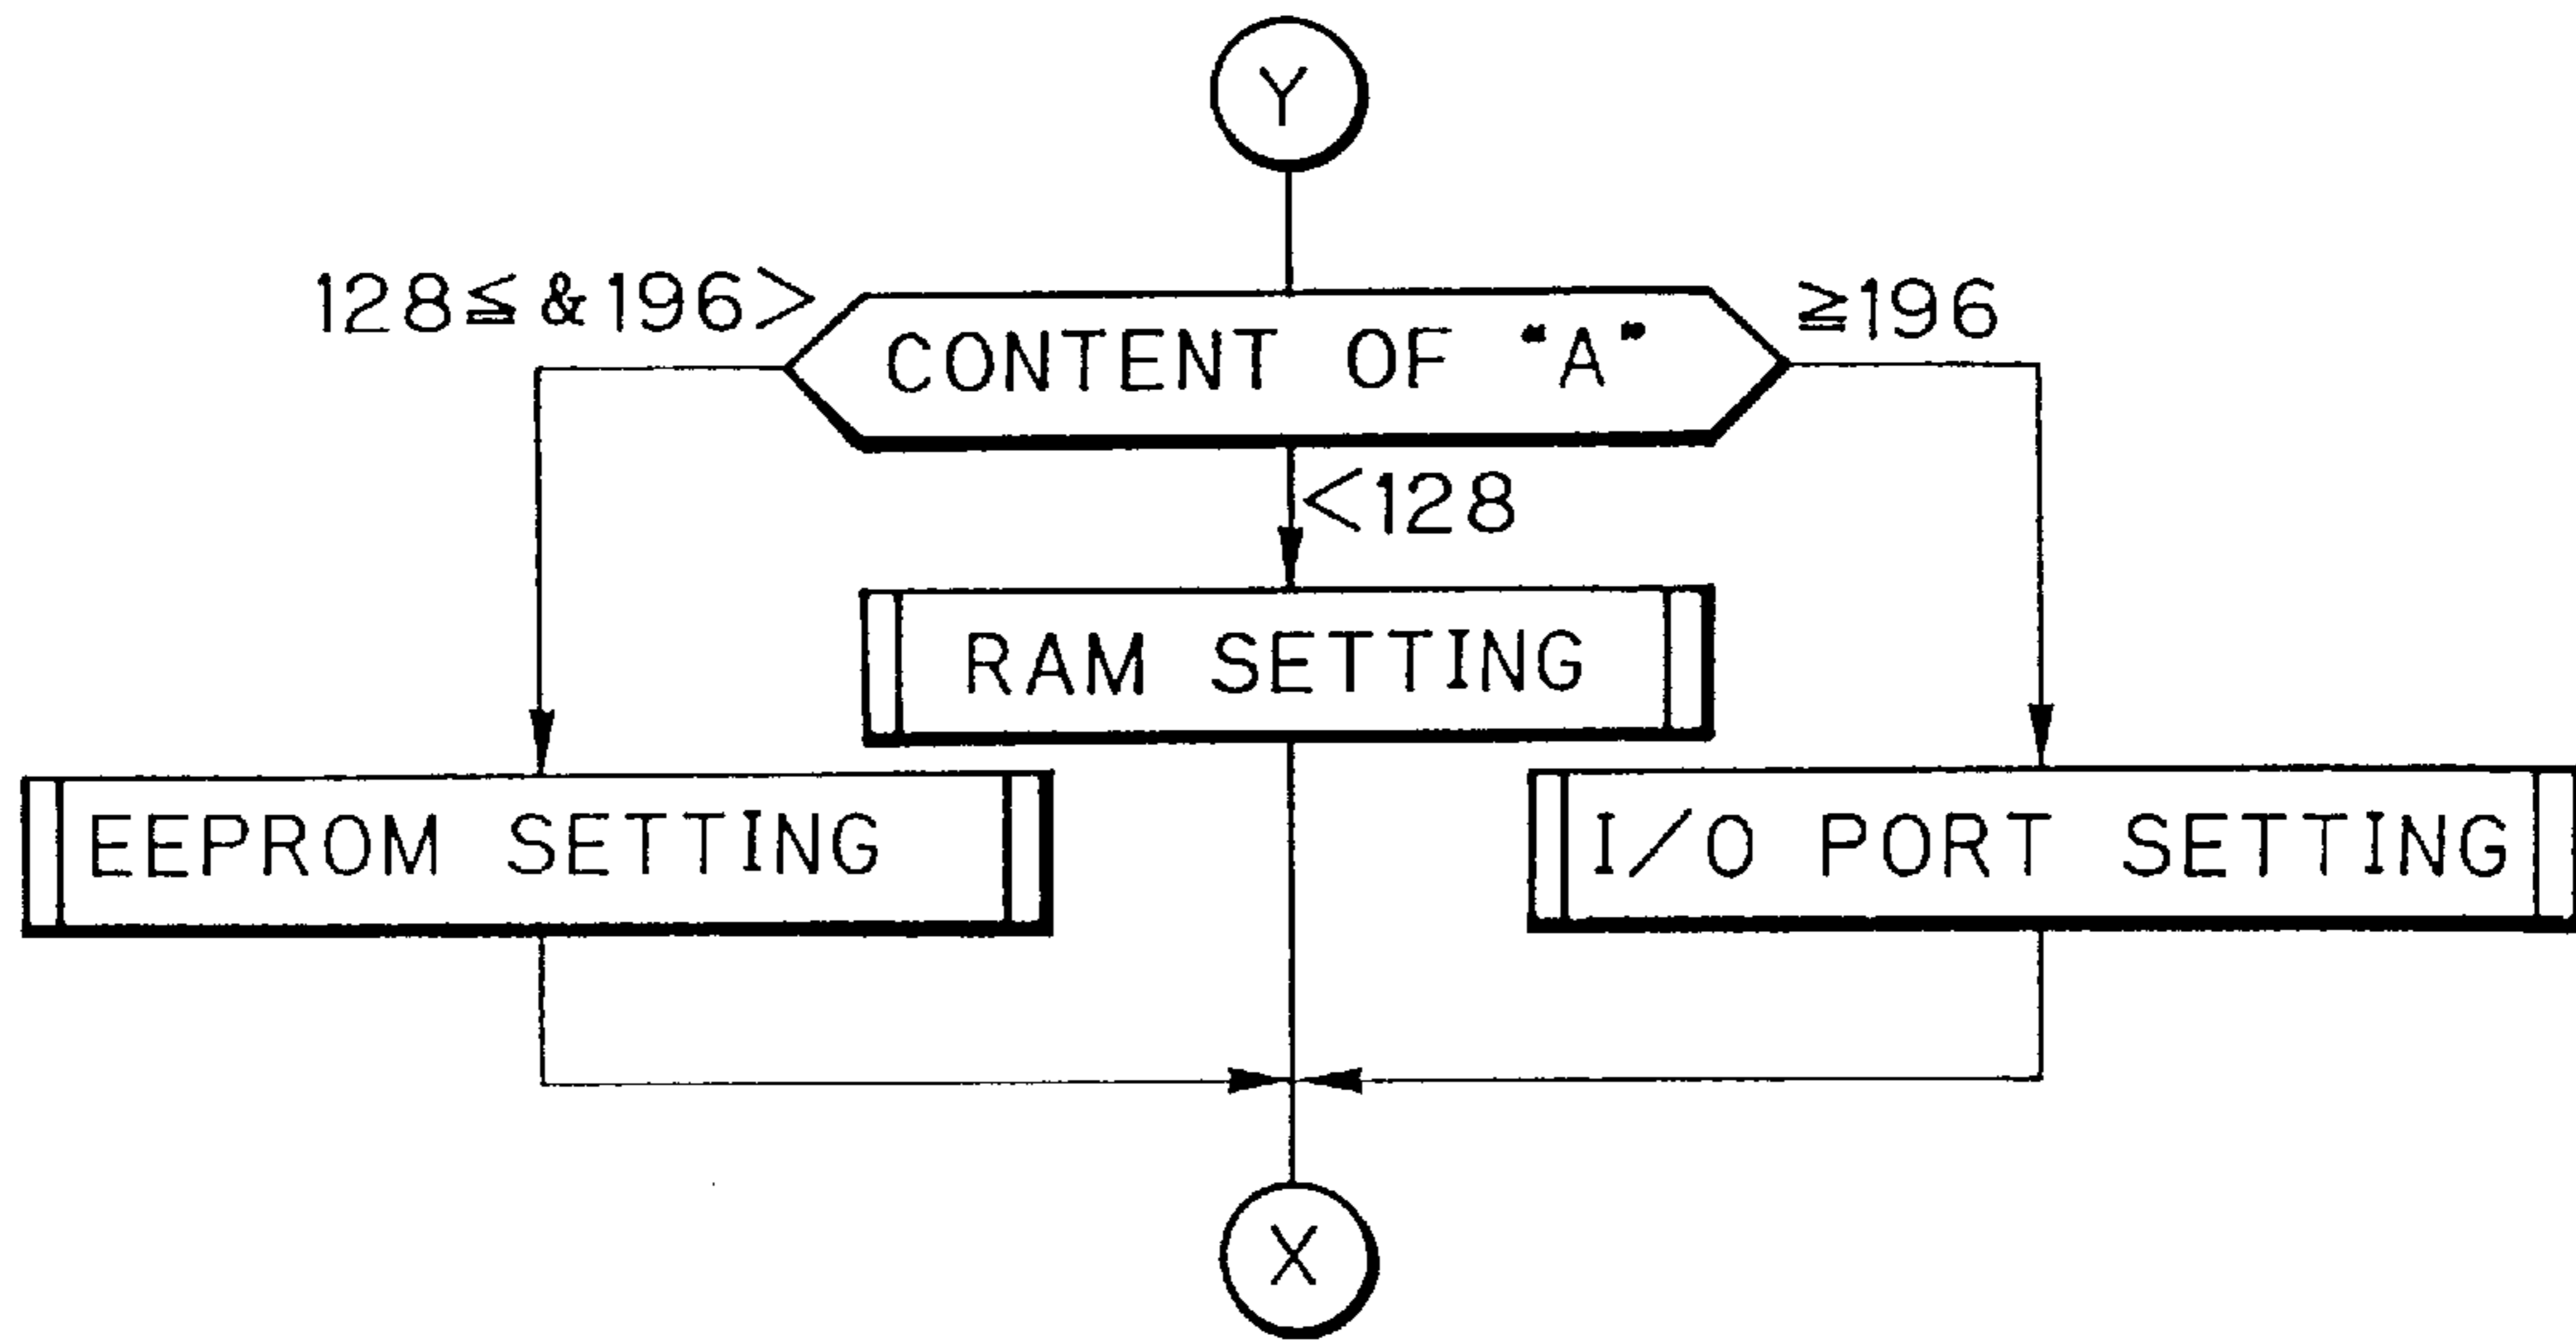 Y
128≦ & 196>
≧196
CONTENT OF "A"
<128
RAM SETTING
EEPROM SETTING
I/O PORT SETTING
X